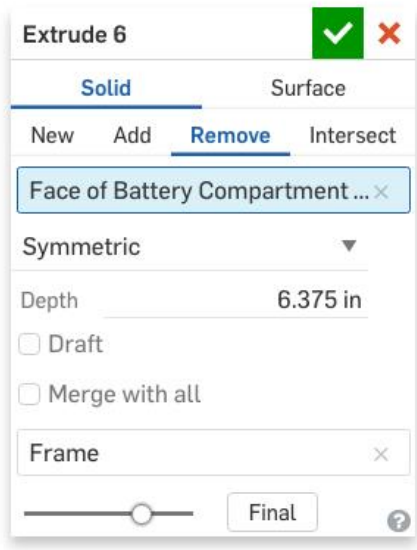 Extrude 6
Solid Surface
New Add Remove Intersect
Face of Battery Compartment ...
Symmetric
Depth 6.375 in
Draft
Merge with all
Frame
Final